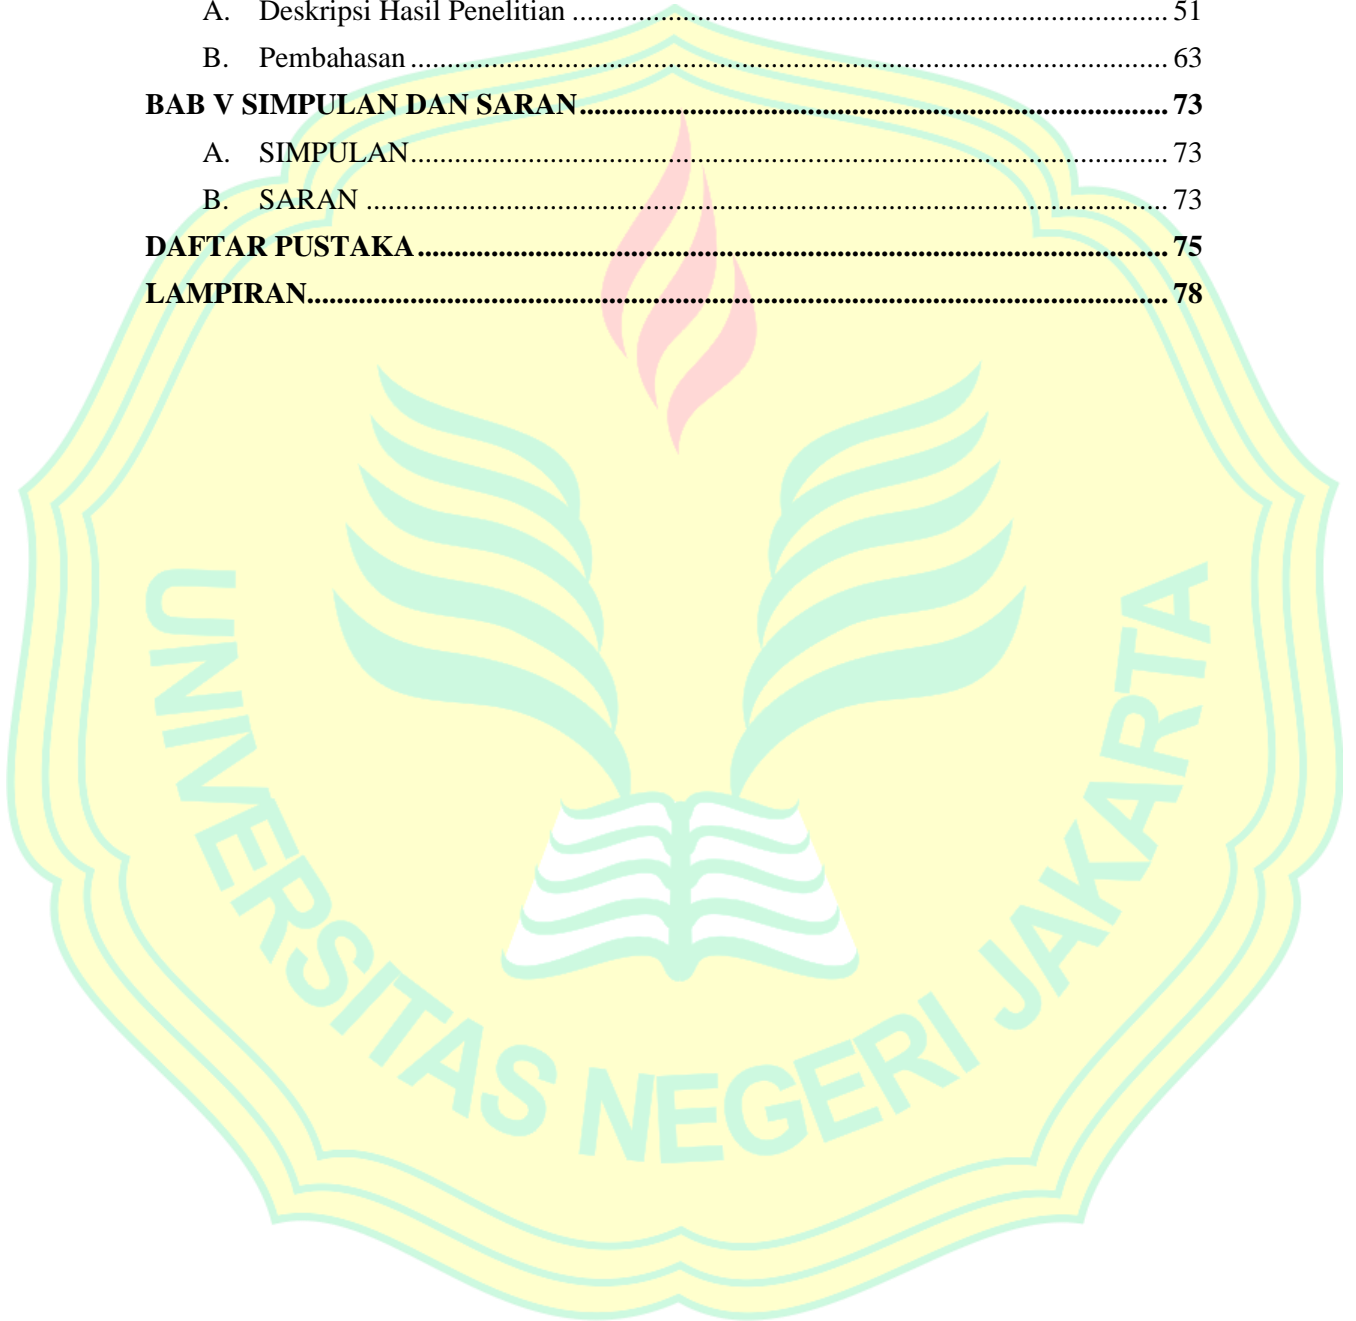 A. Deskripsi Hasil Penelitian ................................................................................ 51
B. Pembahasan ...................................................................................................... 63
BAB V SIMPULAN DAN SARAN ................................................................................ 73
A. SIMPULAN ...................................................................................................... 73
B. SARAN ............................................................................................................ 73
DAFTAR PUSTAKA ...................................................................................................... 75
LAMPIRAN ..................................................................................................................... 78
UNIVERSITAS NEGERI JAKARTA